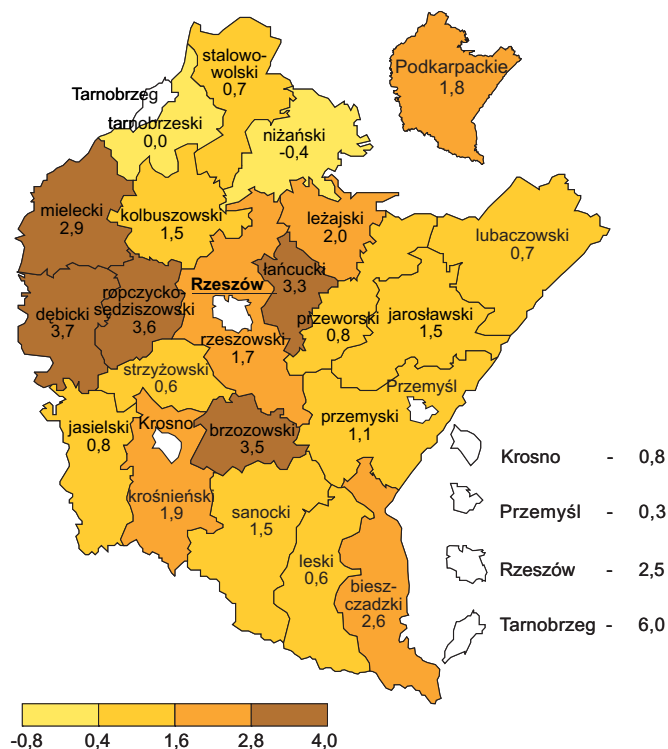 stalowo-
wolski
0,7
Podkarpackie
1,8
Tarnobrzeg
tarnobrzeski
0,0
niżański
-0,4
mielecki
2,9
kolbuszowski
1,5
leżajski
2,0
lubaczowski
0,7
łańcucki
3,3
Rzeszów
ropczycko-
sędziszowski
3,6
dębicki
3,7
przeworski
0,8
jarosławski
1,5
rzeszowski
1,7
strzyżowski
0,6
Przemyśl
jasielski
0,8
Krosno
brzozowski
3,5
przemyski
1,1
krośnieński
1,9
sanocki
1,5
leski
0,6
biesz-
czadzki
2,6
Krosno - 0,8
Przemyśl - 0,3
Rzeszów - 2,5
Tarnobrzeg - 6,0
-0,8 0,4 1,6 2,8 4,0